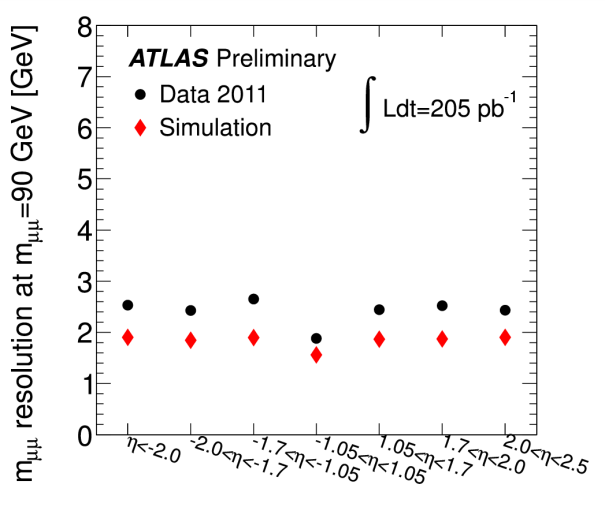 ATLAS Preliminary
Data 2011
Simulation
∫ Ldt=205 pb⁻¹
m_μμ resolution at m_μμ=90 GeV [GeV]
8
7
6
5
4
3
2
1
0
η<-2.0
-2.0<η<-1.7
-1.7<η<-1.05
-1.05<η<1.05
1.05<η<1.7
1.7<η<2.0
2.0<η<2.5